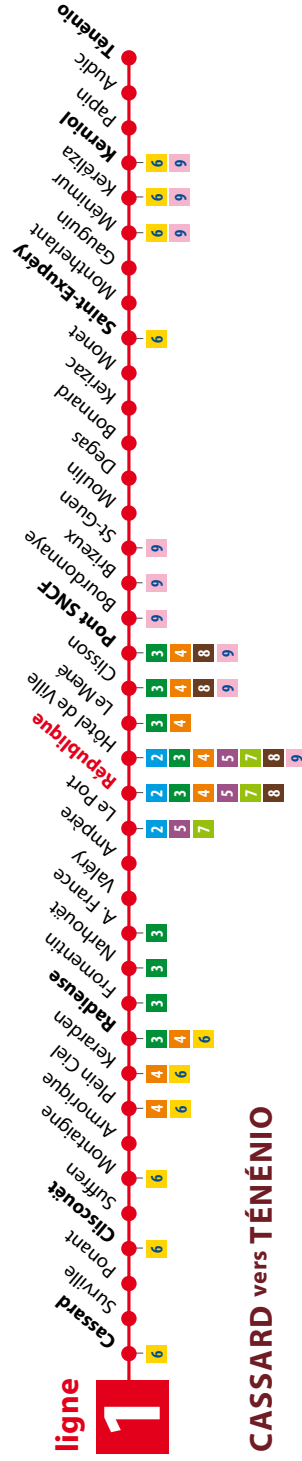 ligne
1
Cassard
6
Surville
Ponant
Cliscouët
6
Suffren
Montaigne
6
Armorique
Plein Ciel
4
6
Kerarden
4
6
Radieuse
3
4
6
Fromentin
3
Narhouët
3
A. France
3
Valéry
Ampère
Le Port
2
5
7
République
2
3
4
5
7
8
Hôtel de Ville
2
3
4
5
7
8
9
Le Mené
3
4
Clisson
3
4
8
9
Pont SNCF
3
4
8
9
Bourdonnaye
9
Brizeux
9
St-Guen
9
Moulin
Degas
Bonnard
Kerizac
Monet
Saint-Exupéry
6
Montherlant
Gauguin
Ménimur
6
9
Keréliza
6
9
Kerniol
6
9
Papin
Audic
Ténénio
CASSARD vers TÉNÉNIO